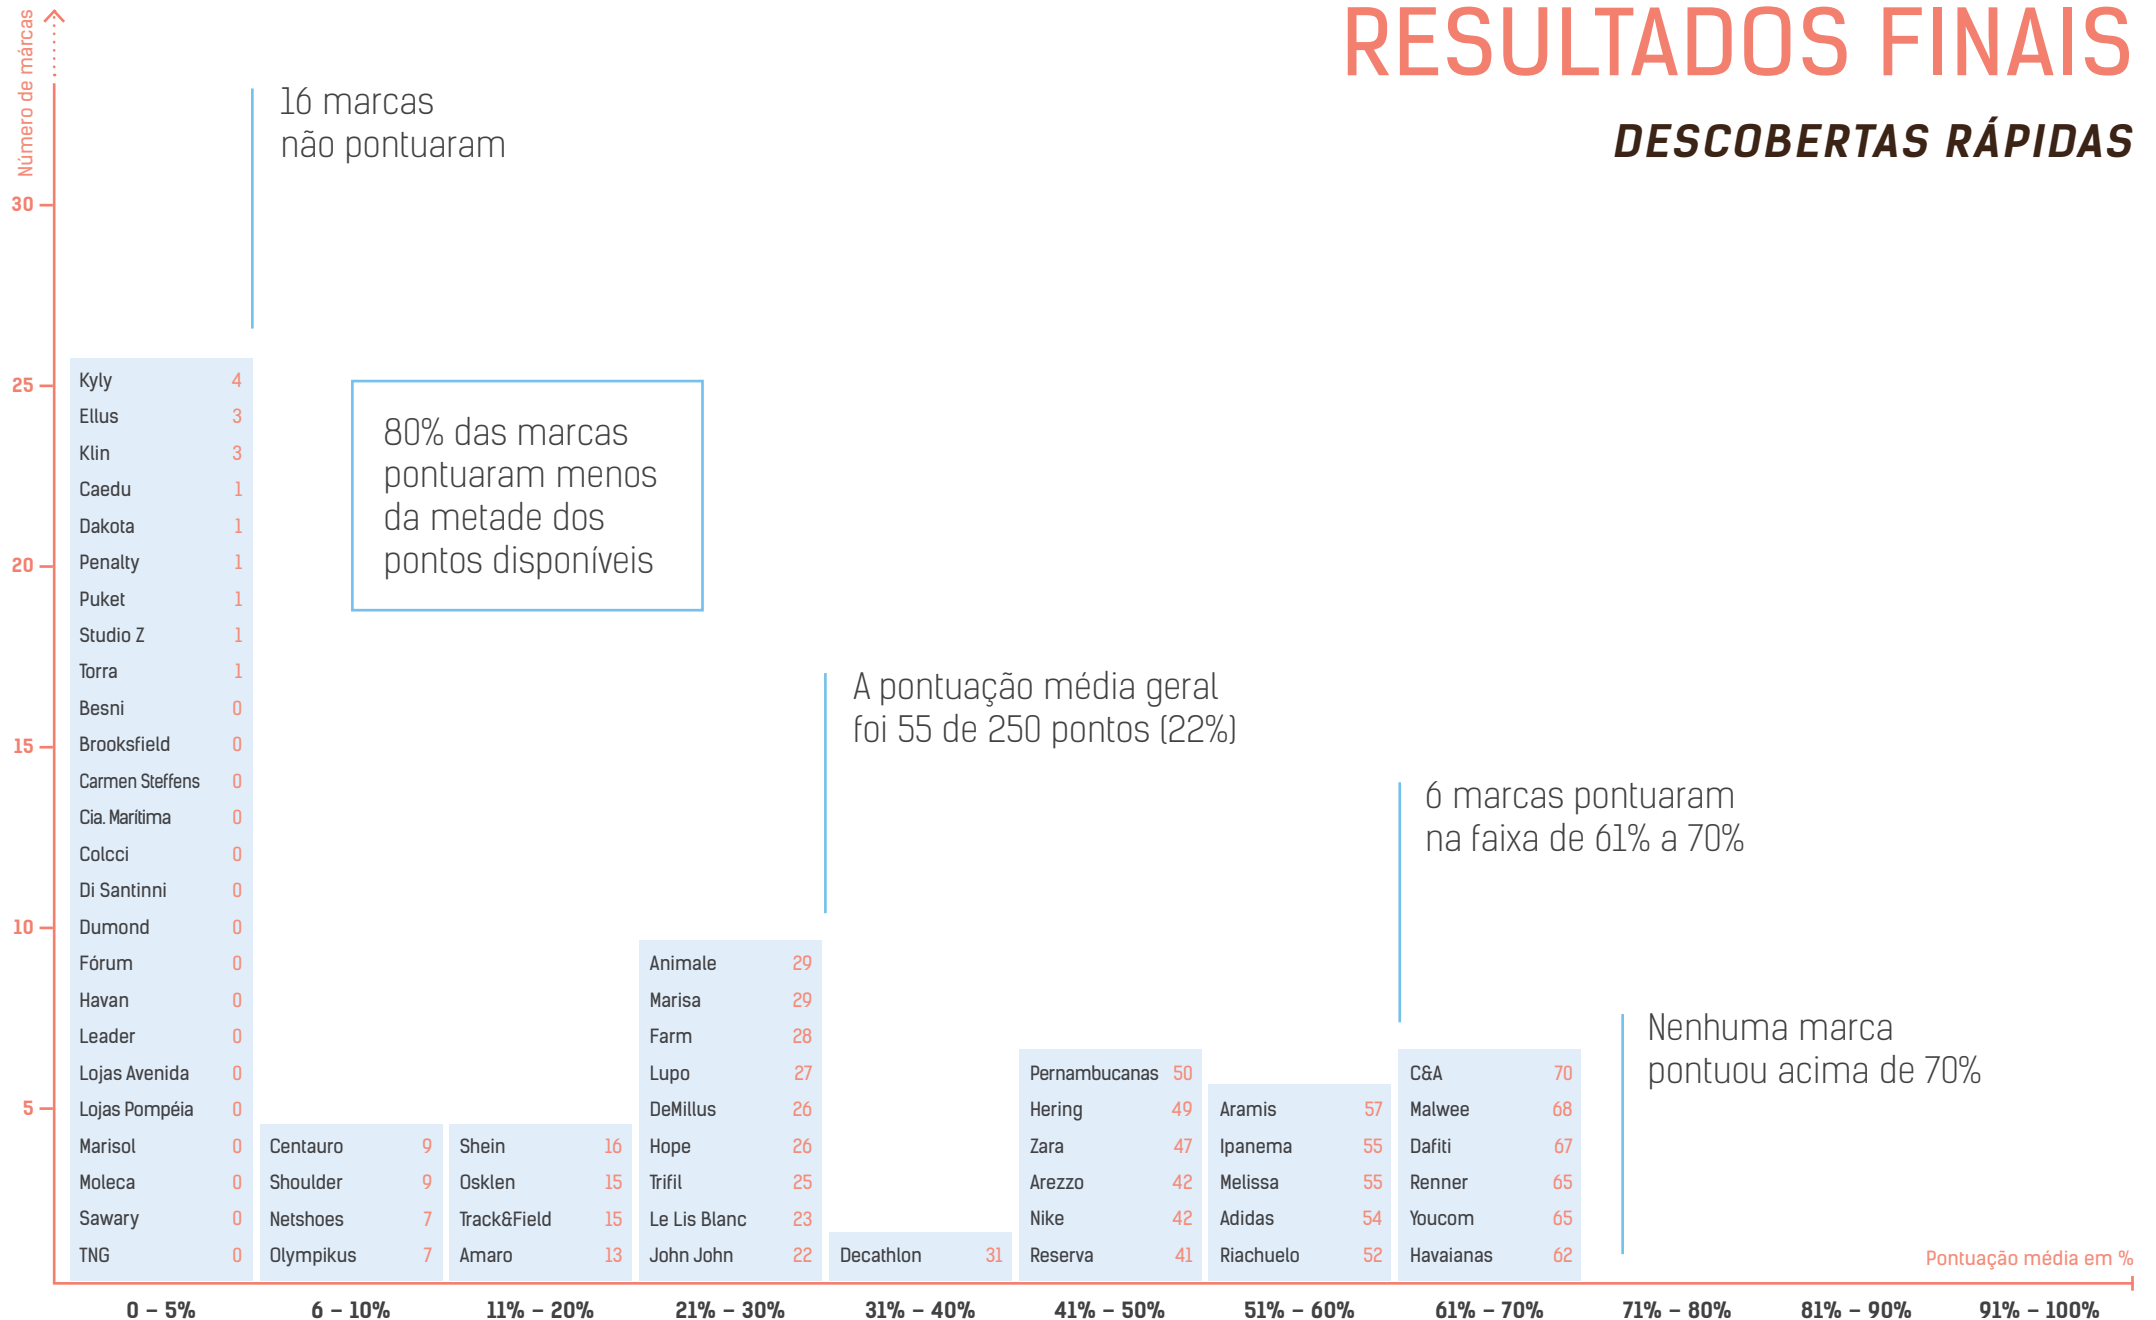 RESULTADOS FINAIS
DESCOBERTAS RÁPIDAS
Número de márcas
30
25
20
15
10
5
16 marcas
não pontuaram
80% das marcas
pontuaram menos
da metade dos
pontos disponíveis
A pontuação média geral
foi 55 de 250 pontos (22%)
6 marcas pontuaram
na faixa de 61% a 70%
Nenhuma marca
pontuou acima de 70%
Kyly 4
Ellus 3
Klin 3
Caedu 1
Dakota 1
Penalty 1
Puket 1
Studio Z 1
Torra 1
Besni 0
Brooksfield 0
Carmen Steffens 0
Cia. Marítima 0
Colcci 0
Di Santinni 0
Dumond 0
Fórum 0
Havan 0
Leader 0
Lojas Avenida 0
Lojas Pompéia 0
Marisol 0
Moleca 0
Sawary 0
TNG 0
Centauro 9
Shoulder 9
Netshoes 7
Olympikus 7
Shein 16
Osklen 15
Track&Field 15
Amaro 13
Animale 29
Marisa 29
Farm 28
Lupo 27
DeMillus 26
Hope 26
Trifil 25
Le Lis Blanc 23
John John 22
Decathlon 31
Pernambucanas 50
Hering 49
Zara 47
Arezzo 42
Nike 42
Reserva 41
Aramis 57
Ipanema 55
Melissa 55
Adidas 54
Riachuelo 52
C&A 70
Malwee 68
Dafiti 67
Renner 65
Youcom 65
Havaianas 62
Pontuação média em %
0 – 5% 6 – 10% 11% – 20% 21% – 30% 31% – 40% 41% – 50% 51% – 60% 61% – 70% 71% – 80% 81% – 90% 91% – 100%